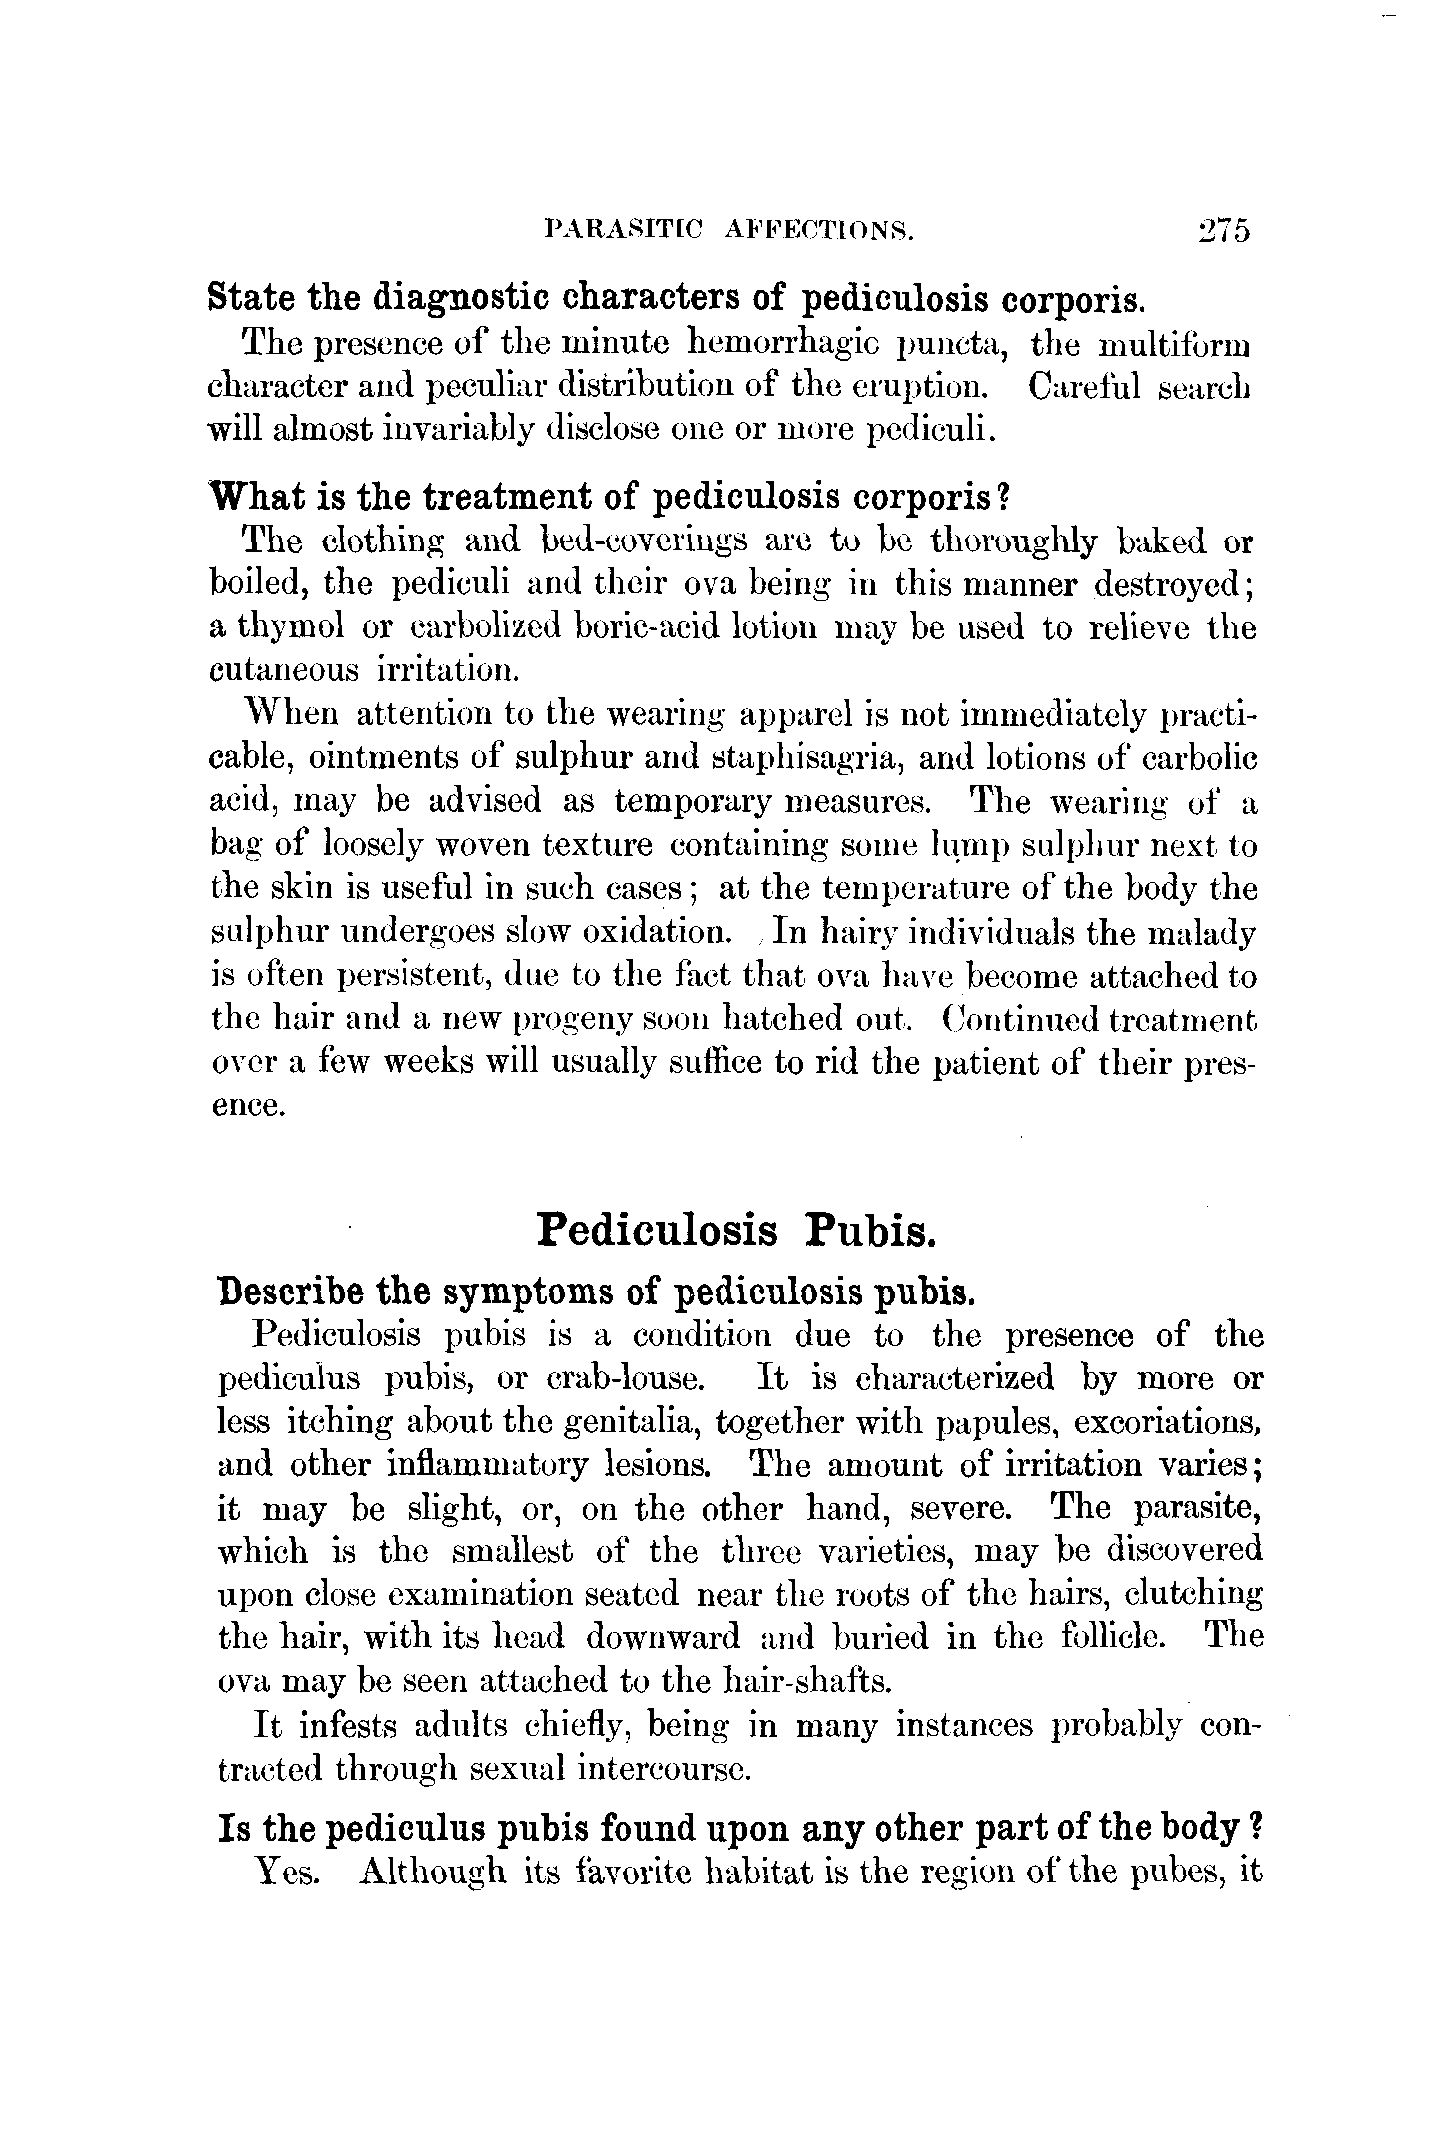 PARASITIC AFFECTIONS. 275
State the diagnostic characters of pediculosis corporis.
The presence of the minute hemorrhagic puncta, the multiform
character and peculiar distribution of the eruption. Careful search
will almost invariably disclose one or more pediculi.
What is the treatment of pediculosis corporis?
The clothing and bed-coverings are to be thoroughly baked or
boiled, the pediculi and their ova being in this manner destroyed;
a thymol or carbolized boric-acid lotion may be used to relieve the
cutaneous irritation.
When attention to the wearing apparel is not immediately practi-
cable, ointments of sulphur and staphisagria, and lotions of carbolic
acid, may be advised as temporary measures. The wearing of a
bag of loosely woven texture containing some lump sulphur next to
the skin is useful in such cases; at the temperature of the body the
sulphur undergoes slow oxidation. In hairy individuals the malady
is often persistent, due to the fact that ova have become attached to
the hair and a new progeny soon hatched out. Continued treatment
over a few weeks will usually suffice to rid the patient of their pres-
ence.
Pediculosis Pubis.
Describe the symptoms of pediculosis pubis.
Pediculosis pubis is a condition due to the presence of the
pediculus pubis, or crab-louse. It is characterized by more or
less itching about the genitalia, together with papules, excoriations,
and other inflammatory lesions. The amount of irritation varies;
it may be slight, or, on the other hand, severe. The parasite,
which is the smallest of the three varieties, may be discovered
upon close examination seated near the roots of the hairs, clutching
the hair, with its head downward and buried in the follicle. The
ova may be seen attached to the hair-shafts.
It infests adults chiefly, being in many instances probably con-
tracted through sexual intercourse.
Is the pediculus pubis found upon any other part of the body?
Yes. Although its favorite habitat is the region of the pubes, it